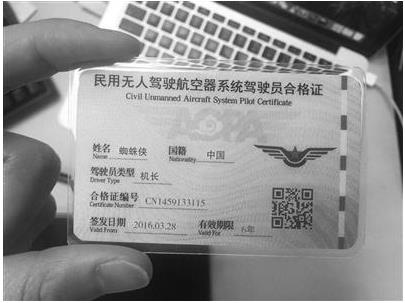 民用无人驾驶航空器系统驾驶员合格证
Civil Unmanned Aircraft System Pilot Certificate
AOPA
姓名 蜘蛛侠 国籍 中国
Name Nationality
驾驶员类型 机长
Driver Type
合格证编号 CN1459133115
Certificate Number
签发日期 2016.03.28 有效期限 6年
Valid From Valid For